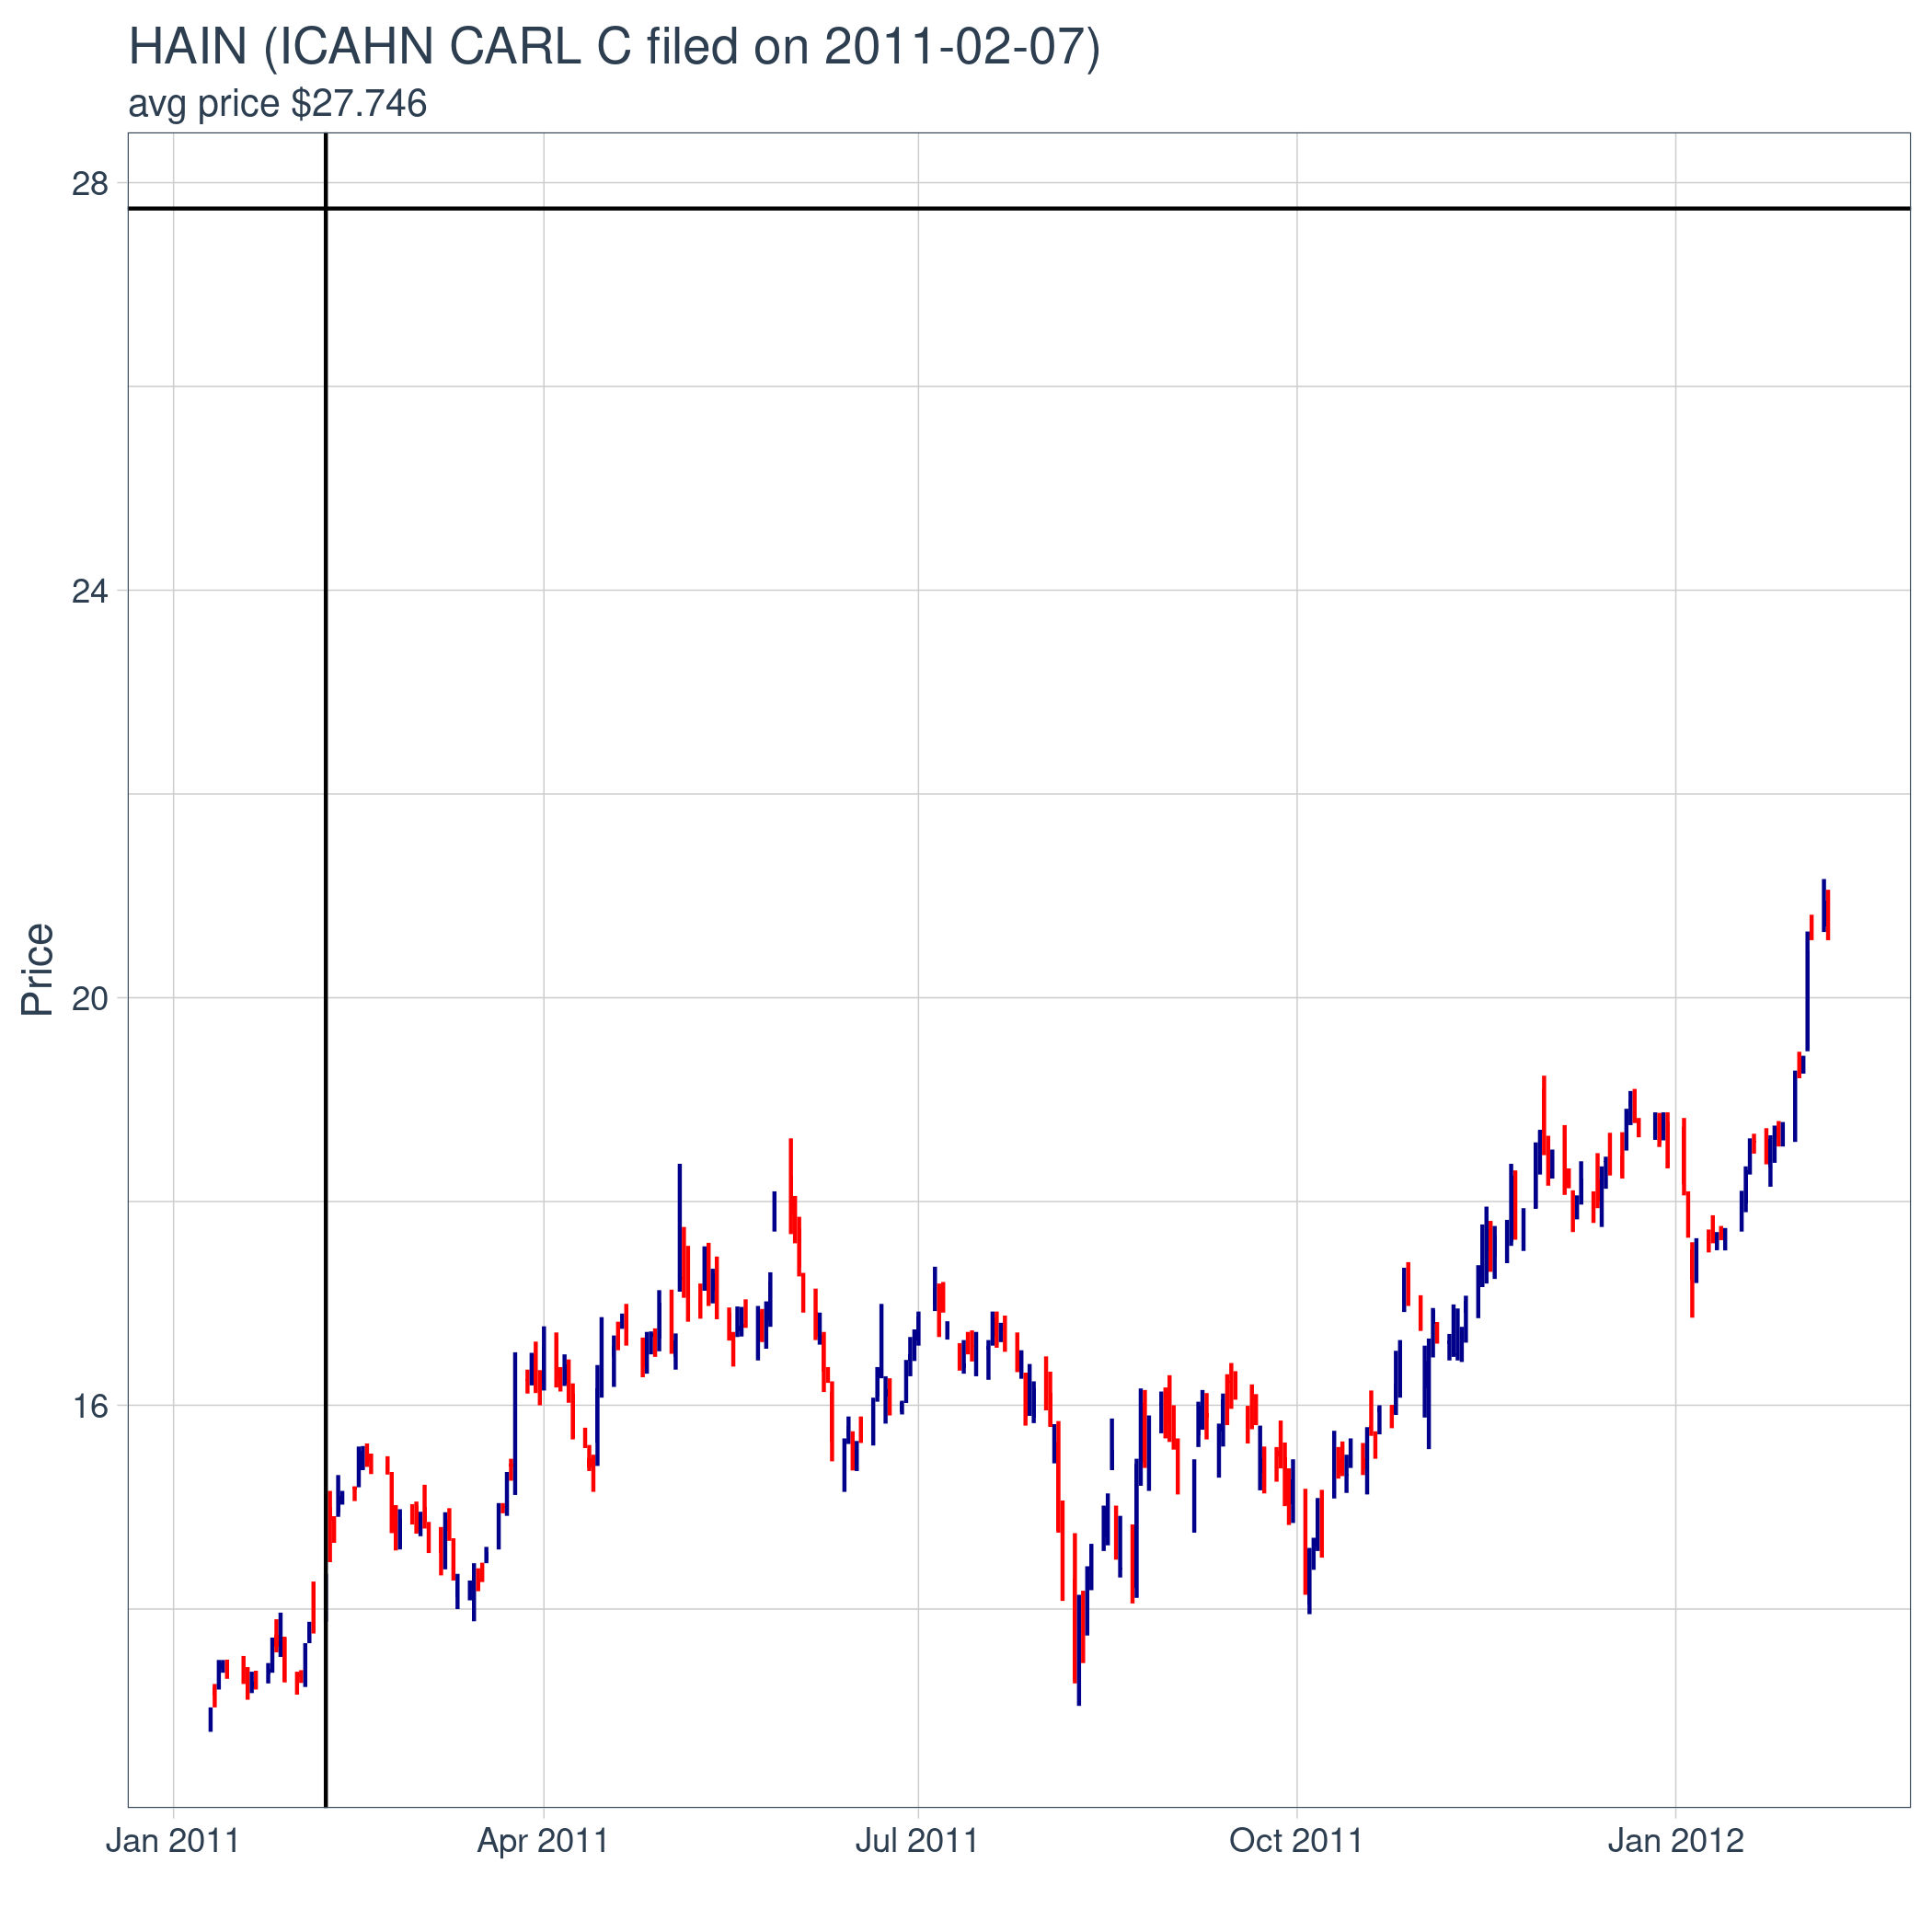 HAIN (ICAHN CARL C filed on 2011-02-07)
avg price $27.746
28
24
20
16
Price
Jan 2011
Apr 2011
Jul 2011
Oct 2011
Jan 2012